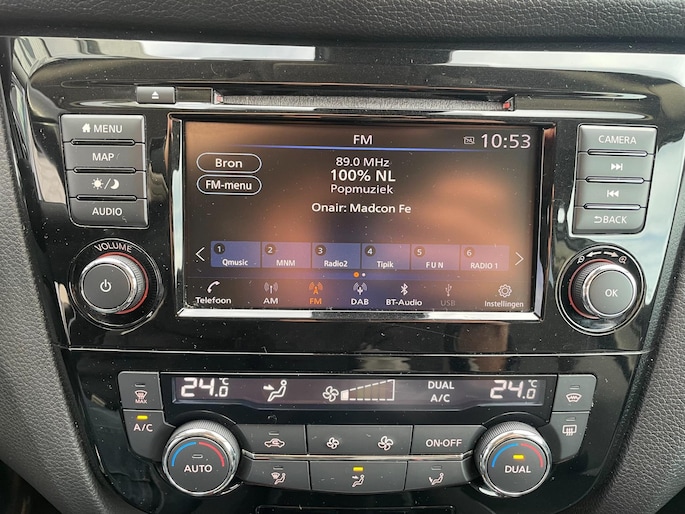 MENU
MAP
AUDIO
VOLUME
FM
10:53
Bron
FM-menu
89.0 MHz
100% NL
Popmuziek
Onair: Madcon Fe
1 Qmusic
2 MNM
3 Radio2
4 Tipik
5 F U N
6 RADIO 1
Telefoon
AM
FM
DAB
BT-Audio
USB
Instellingen
CAMERA
BACK
OK
24.0°C
DUAL
A/C
24.0°C
MAX
A/C
AUTO
ON-OFF
DUAL